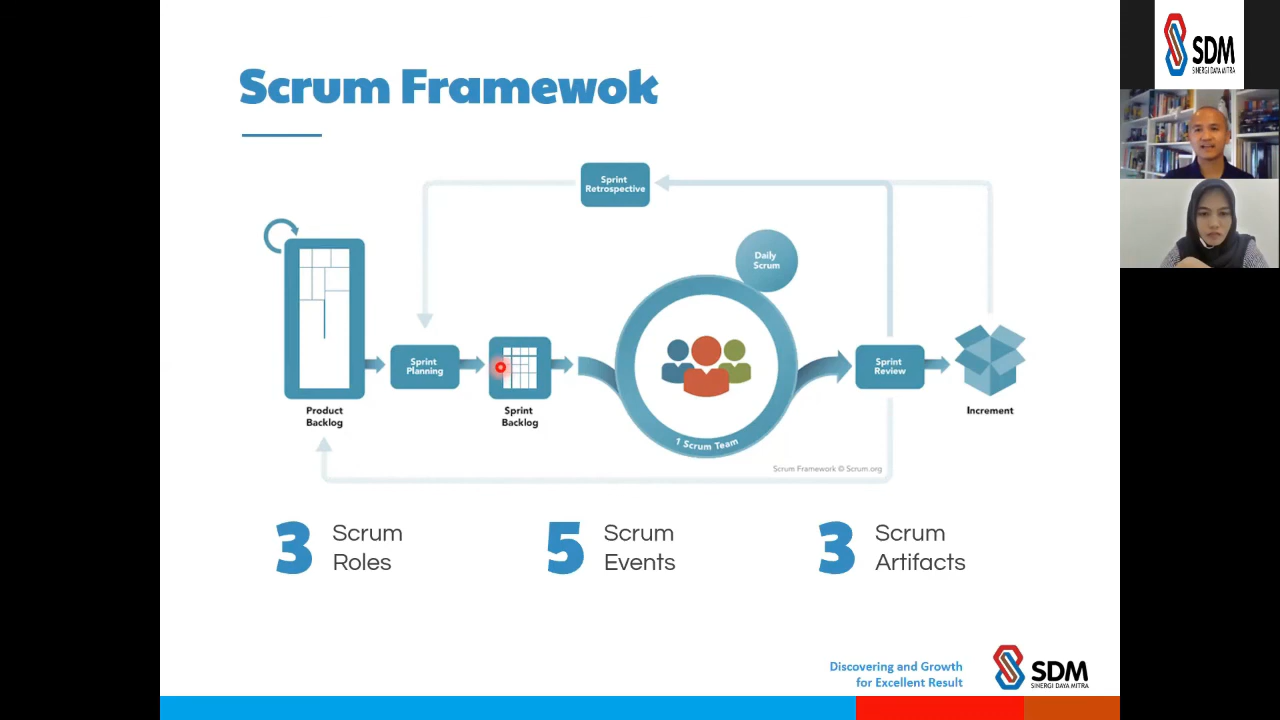 Scrum Framewok
Sprint
Retrospective
Daily
Scrum
Sprint
Planning
Sprint
Review
Product
Backlog
Sprint
Backlog
1 Scrum Team
Increment
Scrum Framework © Scrum.org
3 Scrum
Roles
5 Scrum
Events
3 Scrum
Artifacts
Discovering and Growth
for Excellent Result
SDM
SINERGI DAYA MITRA
SDM
SINERGI DAYA MITRA